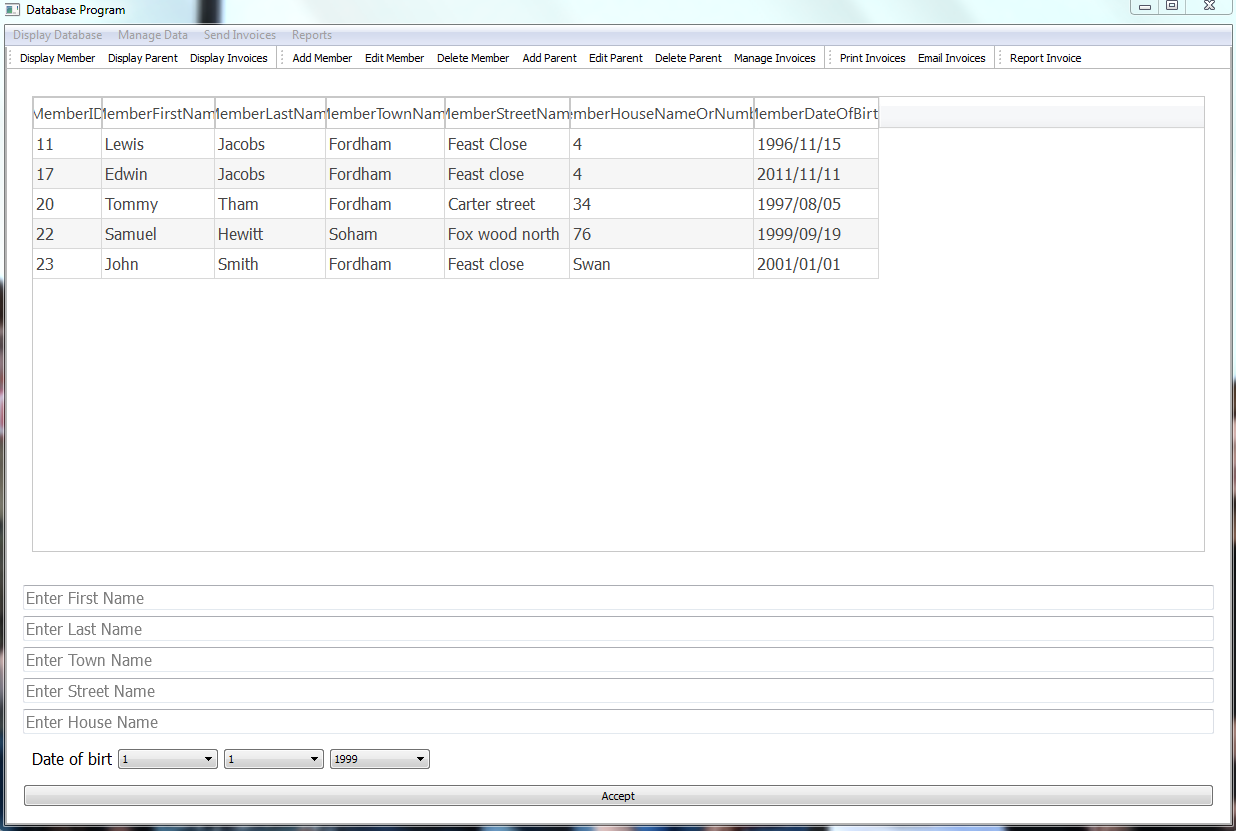 Database Program
Display Database Manage Data Send Invoices Reports
Display Member Display Parent Display Invoices Add Member Edit Member Delete Member Add Parent Edit Parent Delete Parent Manage Invoices Print Invoices Email Invoices Report Invoice
MemberID MemberFirstNam MemberLastNam MemberTownNam MemberStreetNam emberHouseNameOrNumb MemberDateOfBirt
11 Lewis Jacobs Fordham Feast Close 4 1996/11/15
17 Edwin Jacobs Fordham Feast close 4 2011/11/11
20 Tommy Tham Fordham Carter street 34 1997/08/05
22 Samuel Hewitt Soham Fox wood north 76 1999/09/19
23 John Smith Fordham Feast close Swan 2001/01/01
Enter First Name
Enter Last Name
Enter Town Name
Enter Street Name
Enter House Name
Date of birt 1 1 1999
Accept